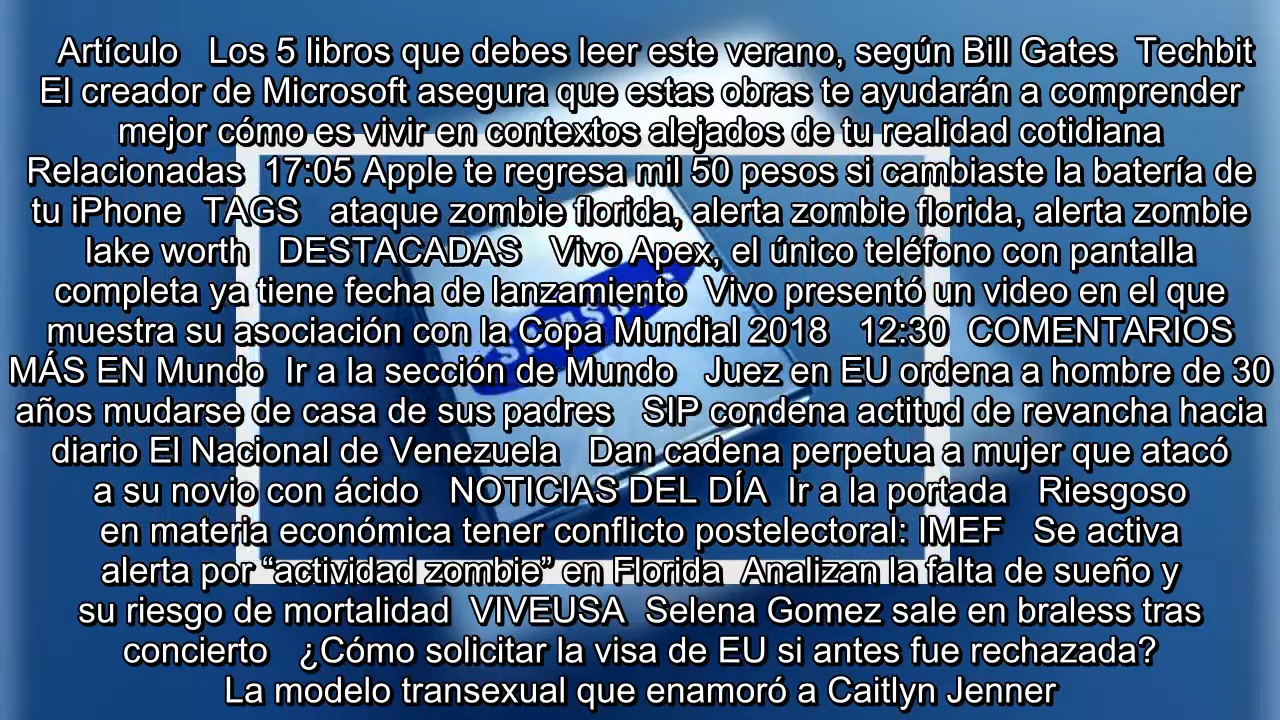 Artículo Los 5 libros que debes leer este verano, según Bill Gates Techbit
El creador de Microsoft asegura que estas obras te ayudarán a comprender
mejor cómo es vivir en contextos alejados de tu realidad cotidiana
Relacionadas 17:05 Apple te regresa mil 50 pesos si cambiaste la batería de
tu iPhone TAGS ataque zombie florida, alerta zombie florida, alerta zombie
lake worth DESTACADAS Vivo Apex, el único teléfono con pantalla
completa ya tiene fecha de lanzamiento Vivo presentó un video en el que
muestra su asociación con la Copa Mundial 2018 12:30 COMENTARIOS
MÁS EN Mundo Ir a la sección de Mundo Juez en EU ordena a hombre de 30
años mudarse de casa de sus padres SIP condena actitud de revancha hacia
diario El Nacional de Venezuela Dan cadena perpetua a mujer que atacó
a su novio con ácido NOTICIAS DEL DÍA Ir a la portada Riesgoso
en materia económica tener conflicto postelectoral: IMEF Se activa
alerta por “actividad zombie” en Florida Analizan la falta de sueño y
su riesgo de mortalidad VIVEUSA Selena Gomez sale en braless tras
concierto ¿Cómo solicitar la visa de EU si antes fue rechazada?
La modelo transexual que enamoró a Caitlyn Jenner
SAMSUNG